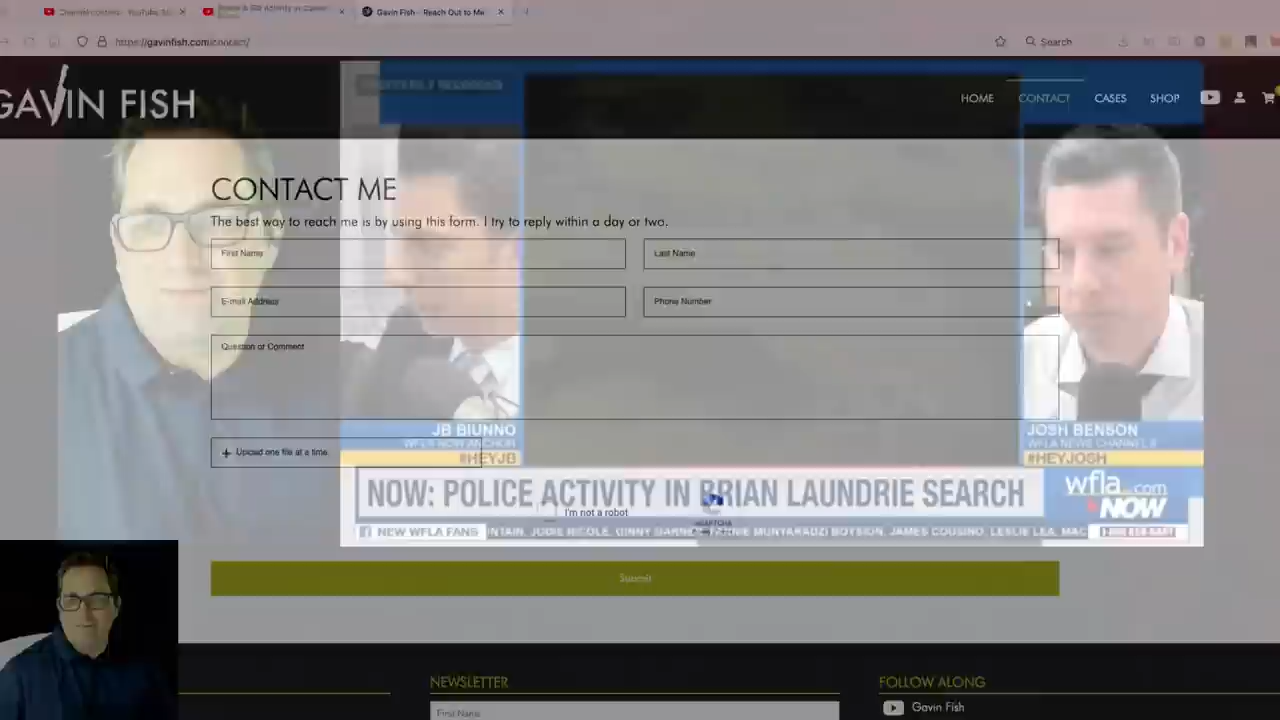 Gavin Fish - Reach Out to Me
https://gavinfish.com/contact/
Search
GAVIN FISH
HOME
CONTACT
CASES
SHOP
CONTACT ME
The best way to reach me is by using this form. I try to reply within a day or two.
First Name
Last Name
E-mail Address
Phone Number
Question or Comment
JB BIUNNO
WFLA NOW ANCHOR
#HEYJB
JOSH BENSON
WFLA NEWS CHANNEL 8
#HEYJOSH
Upload one file at a time.
NOW: POLICE ACTIVITY IN BRIAN LAUNDRIE SEARCH
wfla.com
NOW
I'm not a robot
reCAPTCHA
NEW WFLA FANS
Submit
NEWSLETTER
FOLLOW ALONG
First Name
Gavin Fish